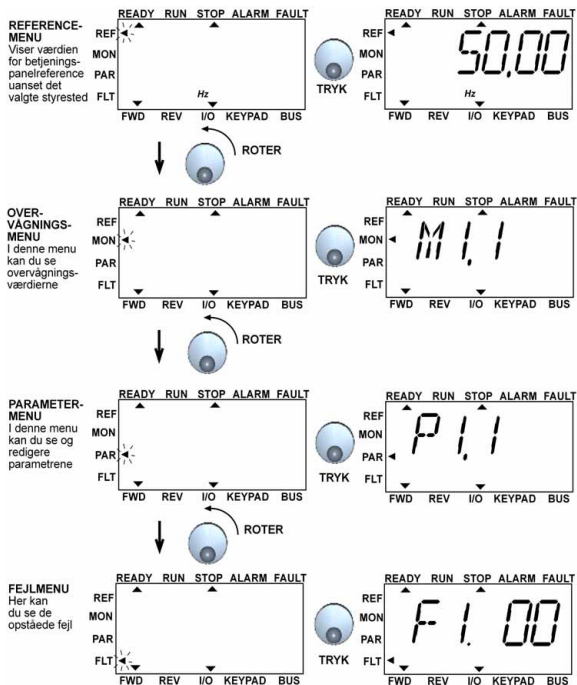 REFERENCE-
MENU
Viser værdien
for betjenings-
panelreference
uanset det
valgte styrested
READY RUN STOP ALARM FAULT
REF
MON
PAR
FLT
Hz
FWD REV I/O KEYPAD BUS
TRYK
READY RUN STOP ALARM FAULT
REF
MON
PAR
FLT
50,00
Hz
FWD REV I/O KEYPAD BUS
ROTER
OVER-
VÅGNINGS-
MENU
I denne menu
kan du se
overvågnings-
værdierne
READY RUN STOP ALARM FAULT
REF
MON
PAR
FLT
FWD REV I/O KEYPAD BUS
TRYK
READY RUN STOP ALARM FAULT
REF
MON
PAR
FLT
M1,1
FWD REV I/O KEYPAD BUS
ROTER
PARAMETER-
MENU
I denne menu
kan du se og
redigere
parametrene
READY RUN STOP ALARM FAULT
REF
MON
PAR
FLT
FWD REV I/O KEYPAD BUS
TRYK
READY RUN STOP ALARM FAULT
REF
MON
PAR
FLT
P1,1
FWD REV I/O KEYPAD BUS
ROTER
FEJLMENU
Her kan
du se de
opståede fejl
READY RUN STOP ALARM FAULT
REF
MON
PAR
FLT
FWD REV I/O KEYPAD BUS
TRYK
READY RUN STOP ALARM FAULT
REF
MON
PAR
FLT
F1. 00
FWD REV I/O KEYPAD BUS